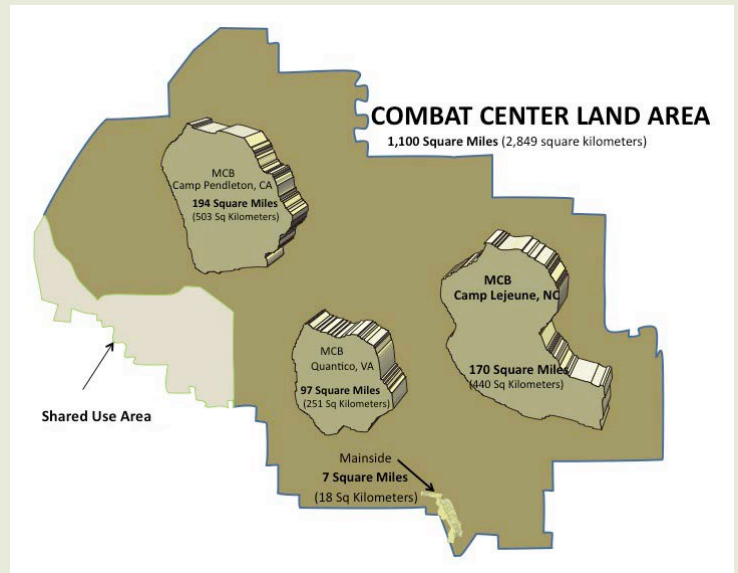 COMBAT CENTER LAND AREA
1,100 Square Miles (2,849 square kilometers)
MCB
Camp Pendleton, CA
194 Square Miles
(503 Sq Kilometers)
MCB
Camp Lejeune, NC
170 Square Miles
(440 Sq Kilometers)
MCB
Quantico, VA
97 Square Miles
(251 Sq Kilometers)
Shared Use Area
Mainside
7 Square Miles
(18 Sq Kilometers)